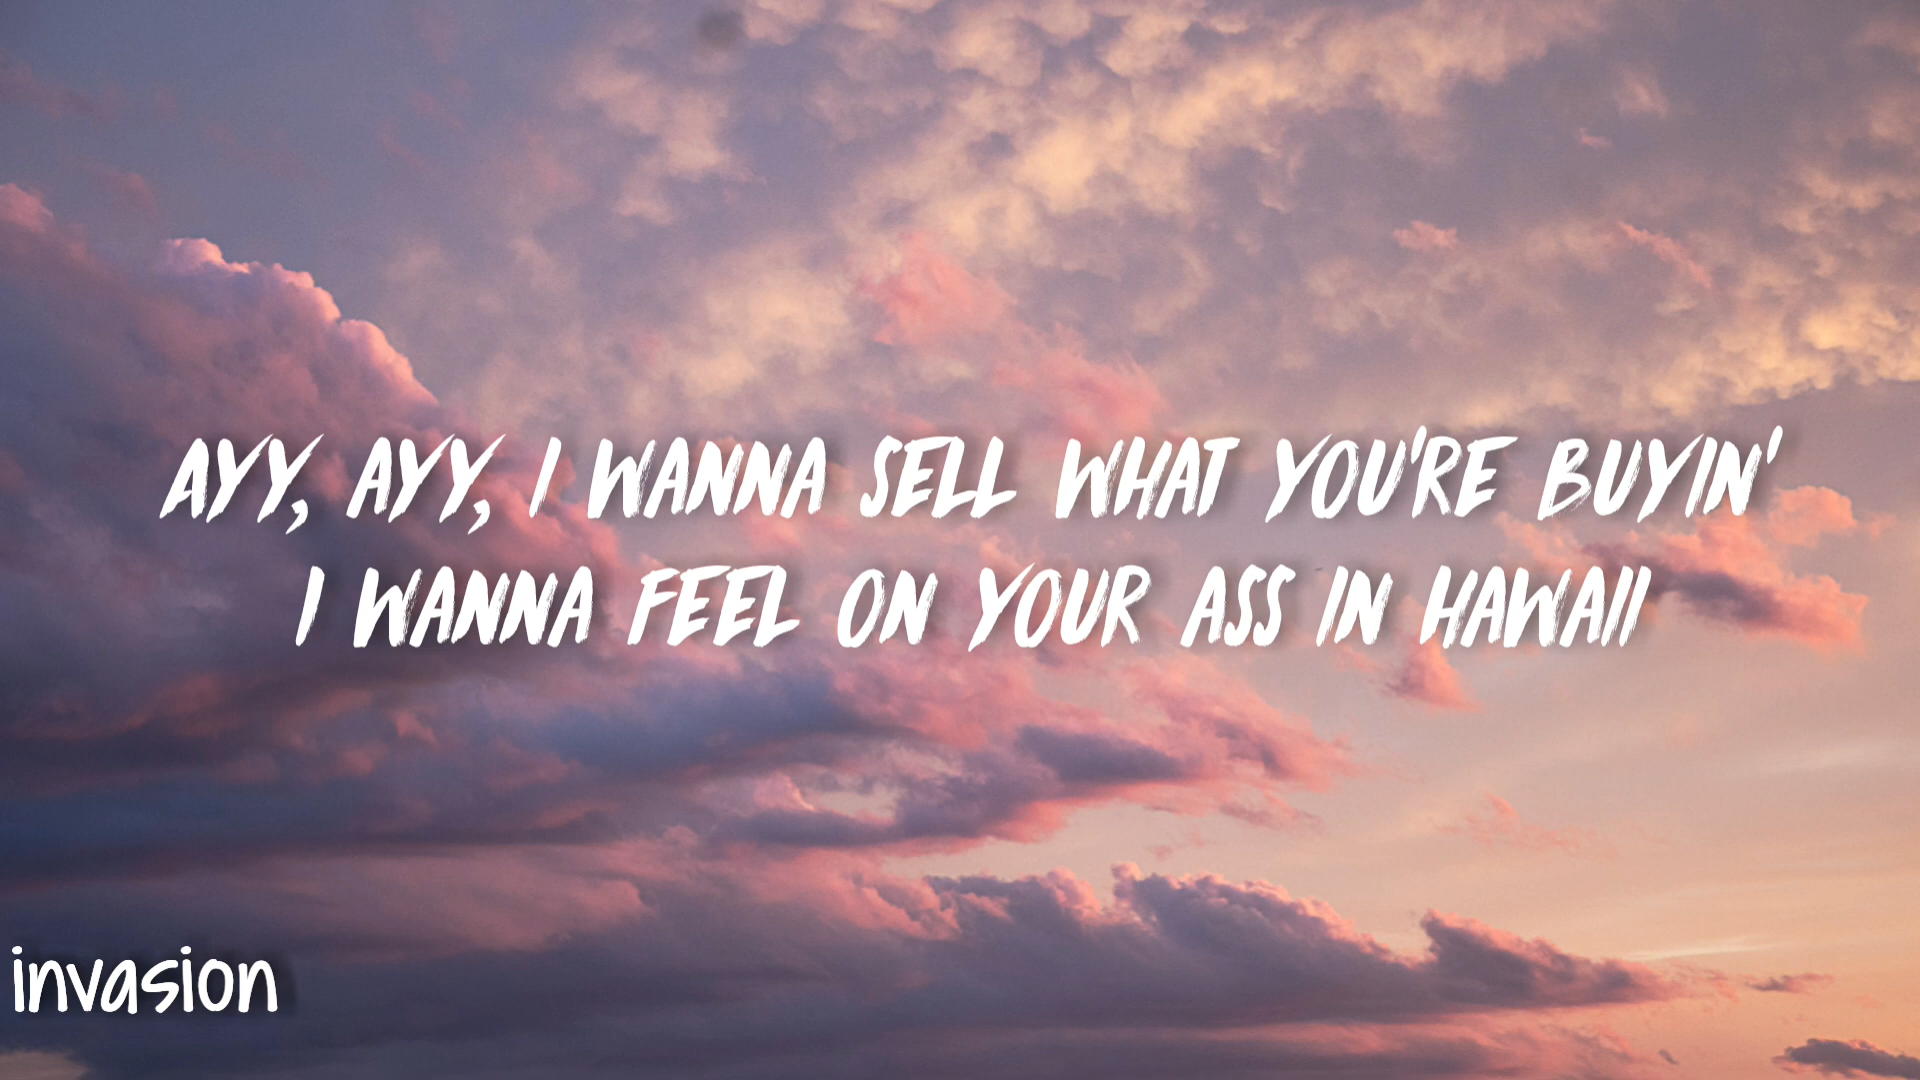 AYY, AYY, I WANNA SELL WHAT YOU'RE BUYIN'
I WANNA FEEL ON YOUR ASS IN HAWAII
invasion